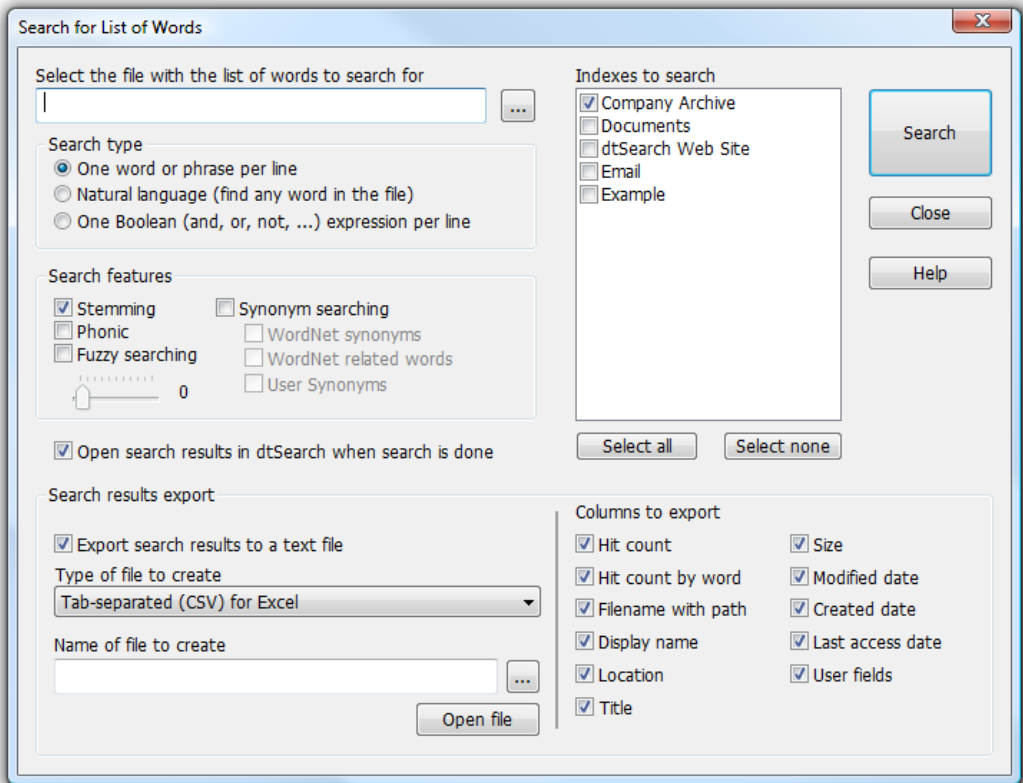 Search for List of Words
Select the file with the list of words to search for
...
Search type
One word or phrase per line
Natural language (find any word in the file)
One Boolean (and, or, not, ...) expression per line
Search features
Stemming
Phonic
Fuzzy searching
0
Synonym searching
WordNet synonyms
WordNet related words
User Synonyms
Open search results in dtSearch when search is done
Indexes to search
Company Archive
Documents
dtSearch Web Site
Email
Example
Select all
Select none
Search
Close
Help
Search results export
Export search results to a text file
Type of file to create
Tab-separated (CSV) for Excel
Name of file to create
...
Open file
Columns to export
Hit count
Hit count by word
Filename with path
Display name
Location
Title
Size
Modified date
Created date
Last access date
User fields